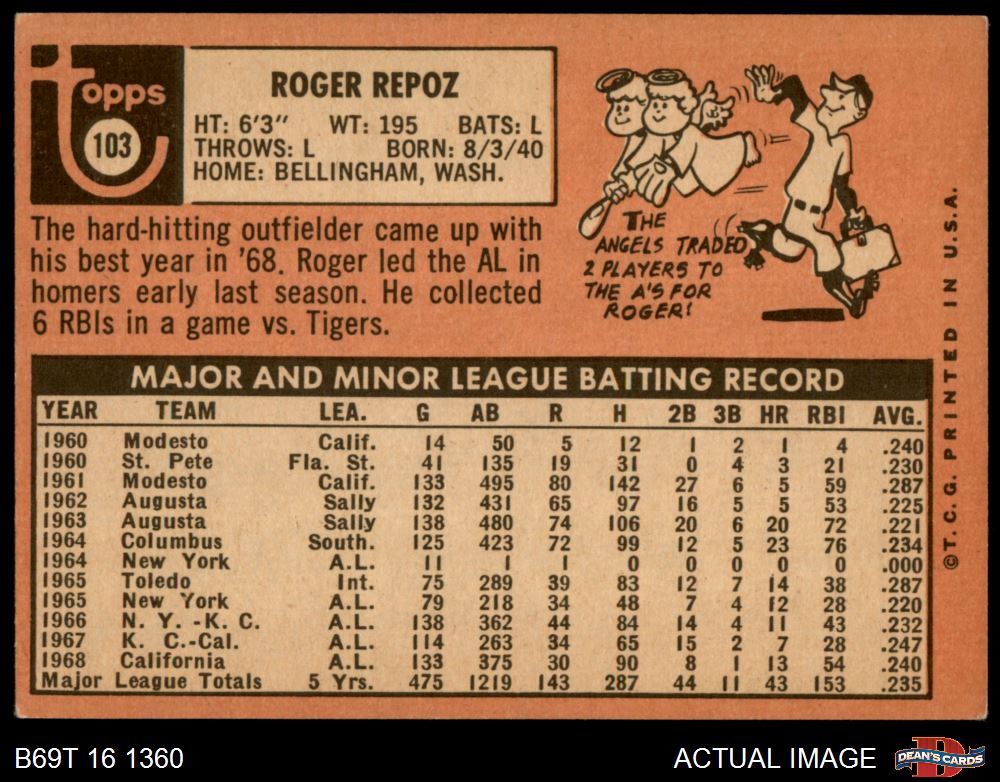 topps
103
ROGER REPOZ
HT: 6'3" WT: 195 BATS: L
THROWS: L BORN: 8/3/40
HOME: BELLINGHAM, WASH.
The hard-hitting outfielder came up with
his best year in '68. Roger led the AL in
homers early last season. He collected
6 RBIs in a game vs. Tigers.
THE
ANGELS TRADED
2 PLAYERS TO
THE A'S FOR
ROGER!
MAJOR AND MINOR LEAGUE BATTING RECORD
YEAR TEAM LEA. G AB R H 2B 3B HR RBI AVG.
1960 Modesto Calif. 14 50 5 12 1 2 1 4 .240
1960 St. Pete Fla. St. 41 135 19 31 0 4 3 21 .230
1961 Modesto Calif. 133 495 80 142 27 6 5 59 .287
1962 Augusta Sally 132 431 65 97 16 5 5 53 .225
1963 Augusta Sally 138 480 74 106 20 6 20 72 .221
1964 Columbus South. 125 423 72 99 12 5 23 76 .234
1964 New York A.L. 11 1 1 0 0 0 0 0 .000
1965 Toledo Int. 75 289 39 83 12 7 14 38 .287
1965 New York A.L. 79 218 34 48 7 4 12 28 .220
1966 N. Y. -K. C. A.L. 138 362 44 84 14 4 11 43 .232
1967 K. C.-Cal. A.L. 114 263 34 65 15 2 7 28 .247
1968 California A.L. 133 375 30 90 8 1 13 54 .240
Major League Totals 5 Yrs. 475 1219 143 287 44 11 43 153 .235
©T. C. G. PRINTED IN U.S.A.
B69T 16 1360
ACTUAL IMAGE
D
DEAN'S CARDS